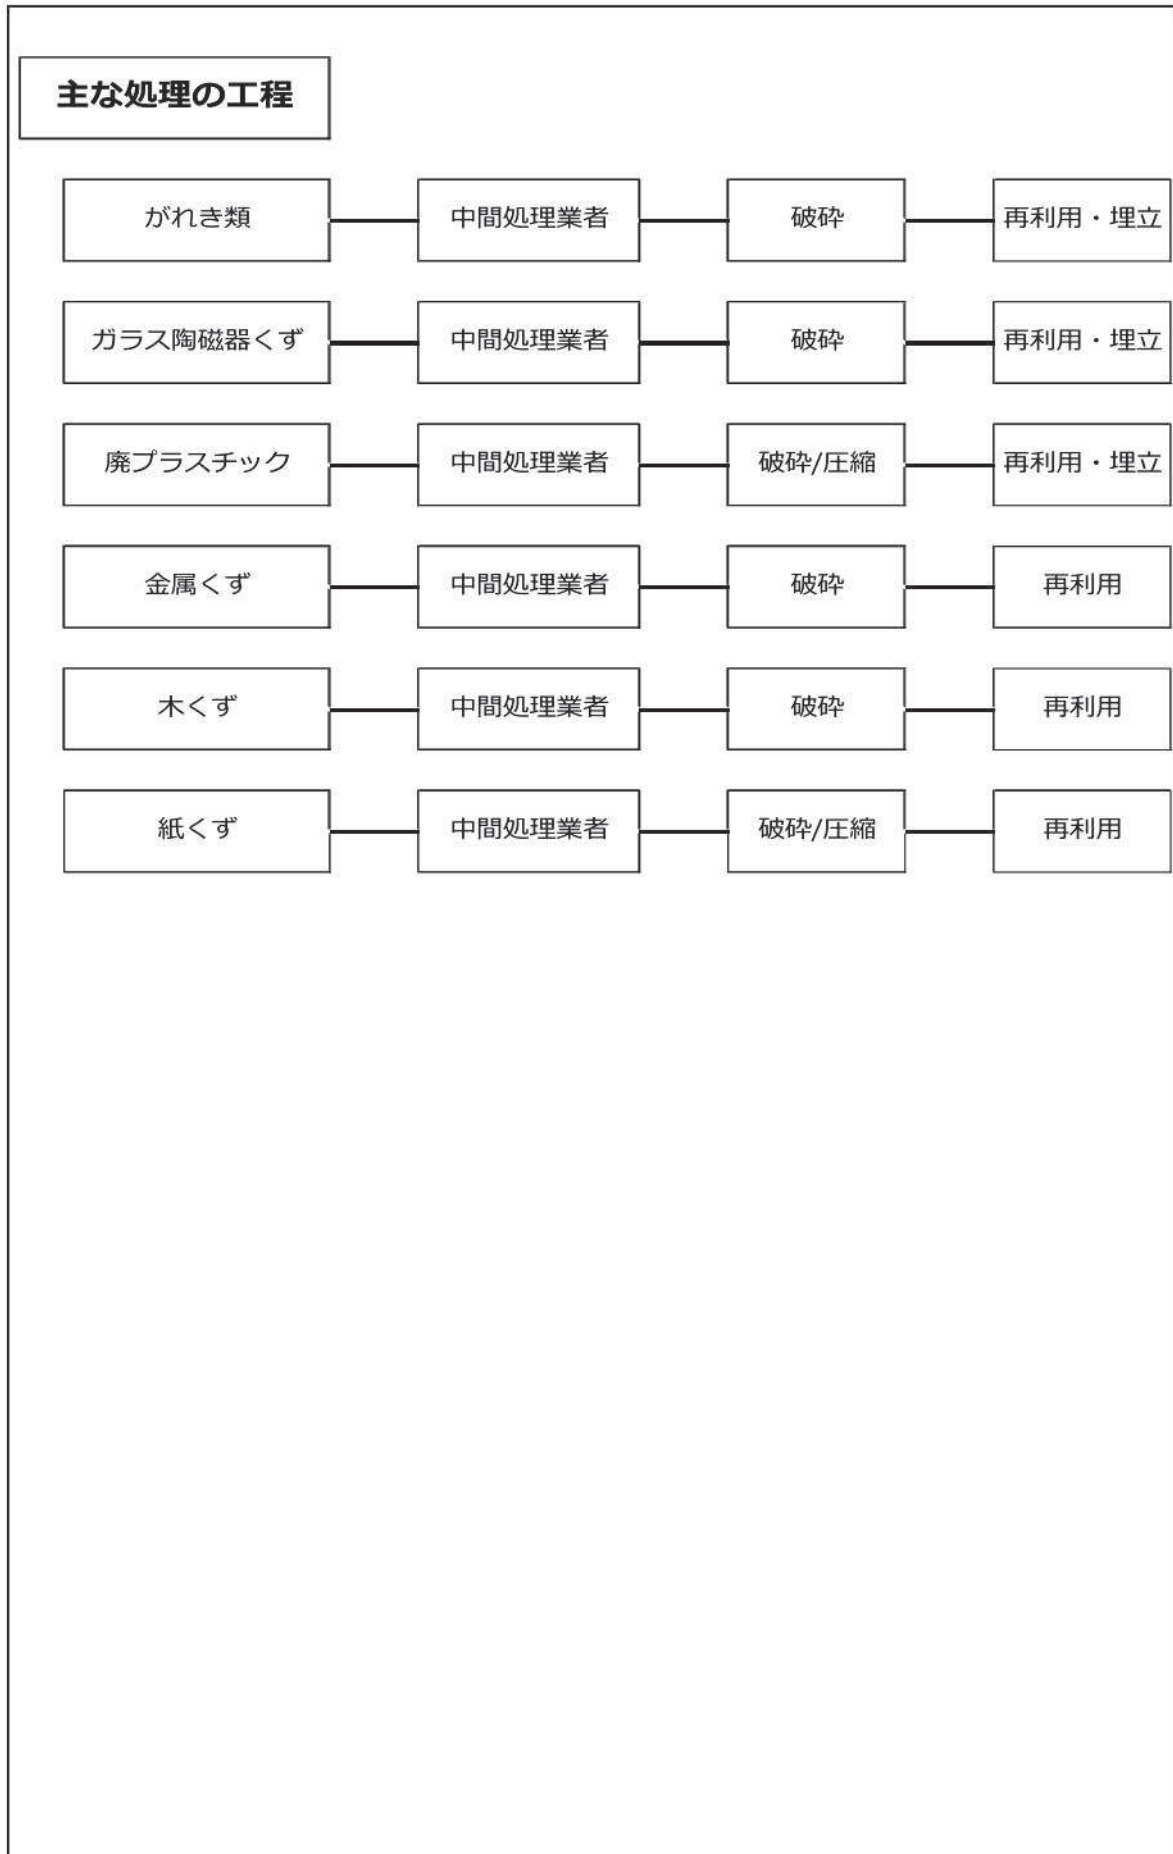 主な処理の工程
がれき類 中間処理業者 破砕 再利用・埋立
ガラス陶磁器くず 中間処理業者 破砕 再利用・埋立
廃プラスチック 中間処理業者 破砕/圧縮 再利用・埋立
金属くず 中間処理業者 破砕 再利用
木くず 中間処理業者 破砕 再利用
紙くず 中間処理業者 破砕/圧縮 再利用